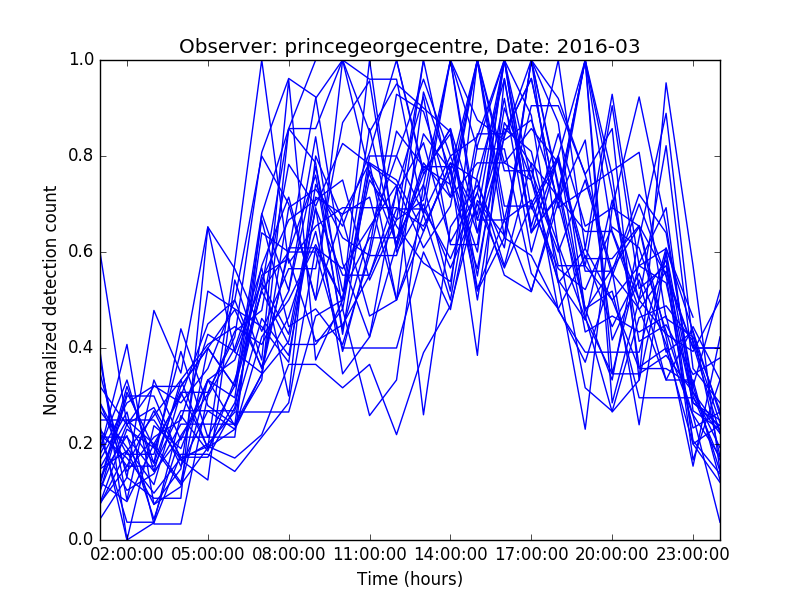 Observer: princegeorgecentre, Date: 2016-03
Normalized detection count
1.0
0.8
0.6
0.4
0.2
0.0
02:00:00 05:00:00 08:00:00 11:00:00 14:00:00 17:00:00 20:00:00 23:00:00
Time (hours)